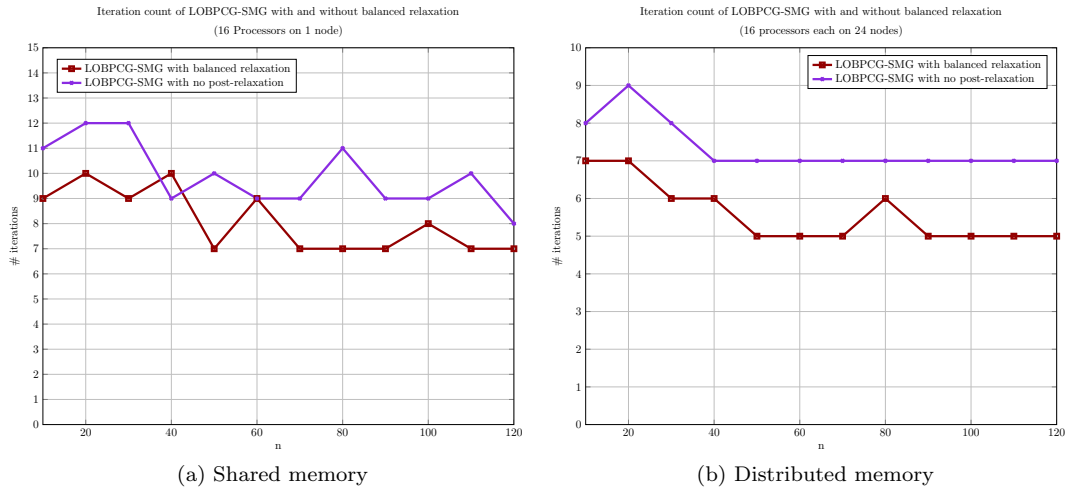 Iteration count of LOBPCG-SMG with and without balanced relaxation
(16 Processors on 1 node)
15
14
13
12
11
10
9
8
7
6
5
4
3
2
1
0
# iterations
LOBPCG-SMG with balanced relaxation
LOBPCG-SMG with no post-relaxation
20
40
60
80
100
120
n
(a) Shared memory
Iteration count of LOBPCG-SMG with and without balanced relaxation
(16 processors each on 24 nodes)
10
9
8
7
6
5
4
3
2
1
0
# iterations
LOBPCG-SMG with balanced relaxation
LOBPCG-SMG with no post-relaxation
20
40
60
80
100
120
n
(b) Distributed memory